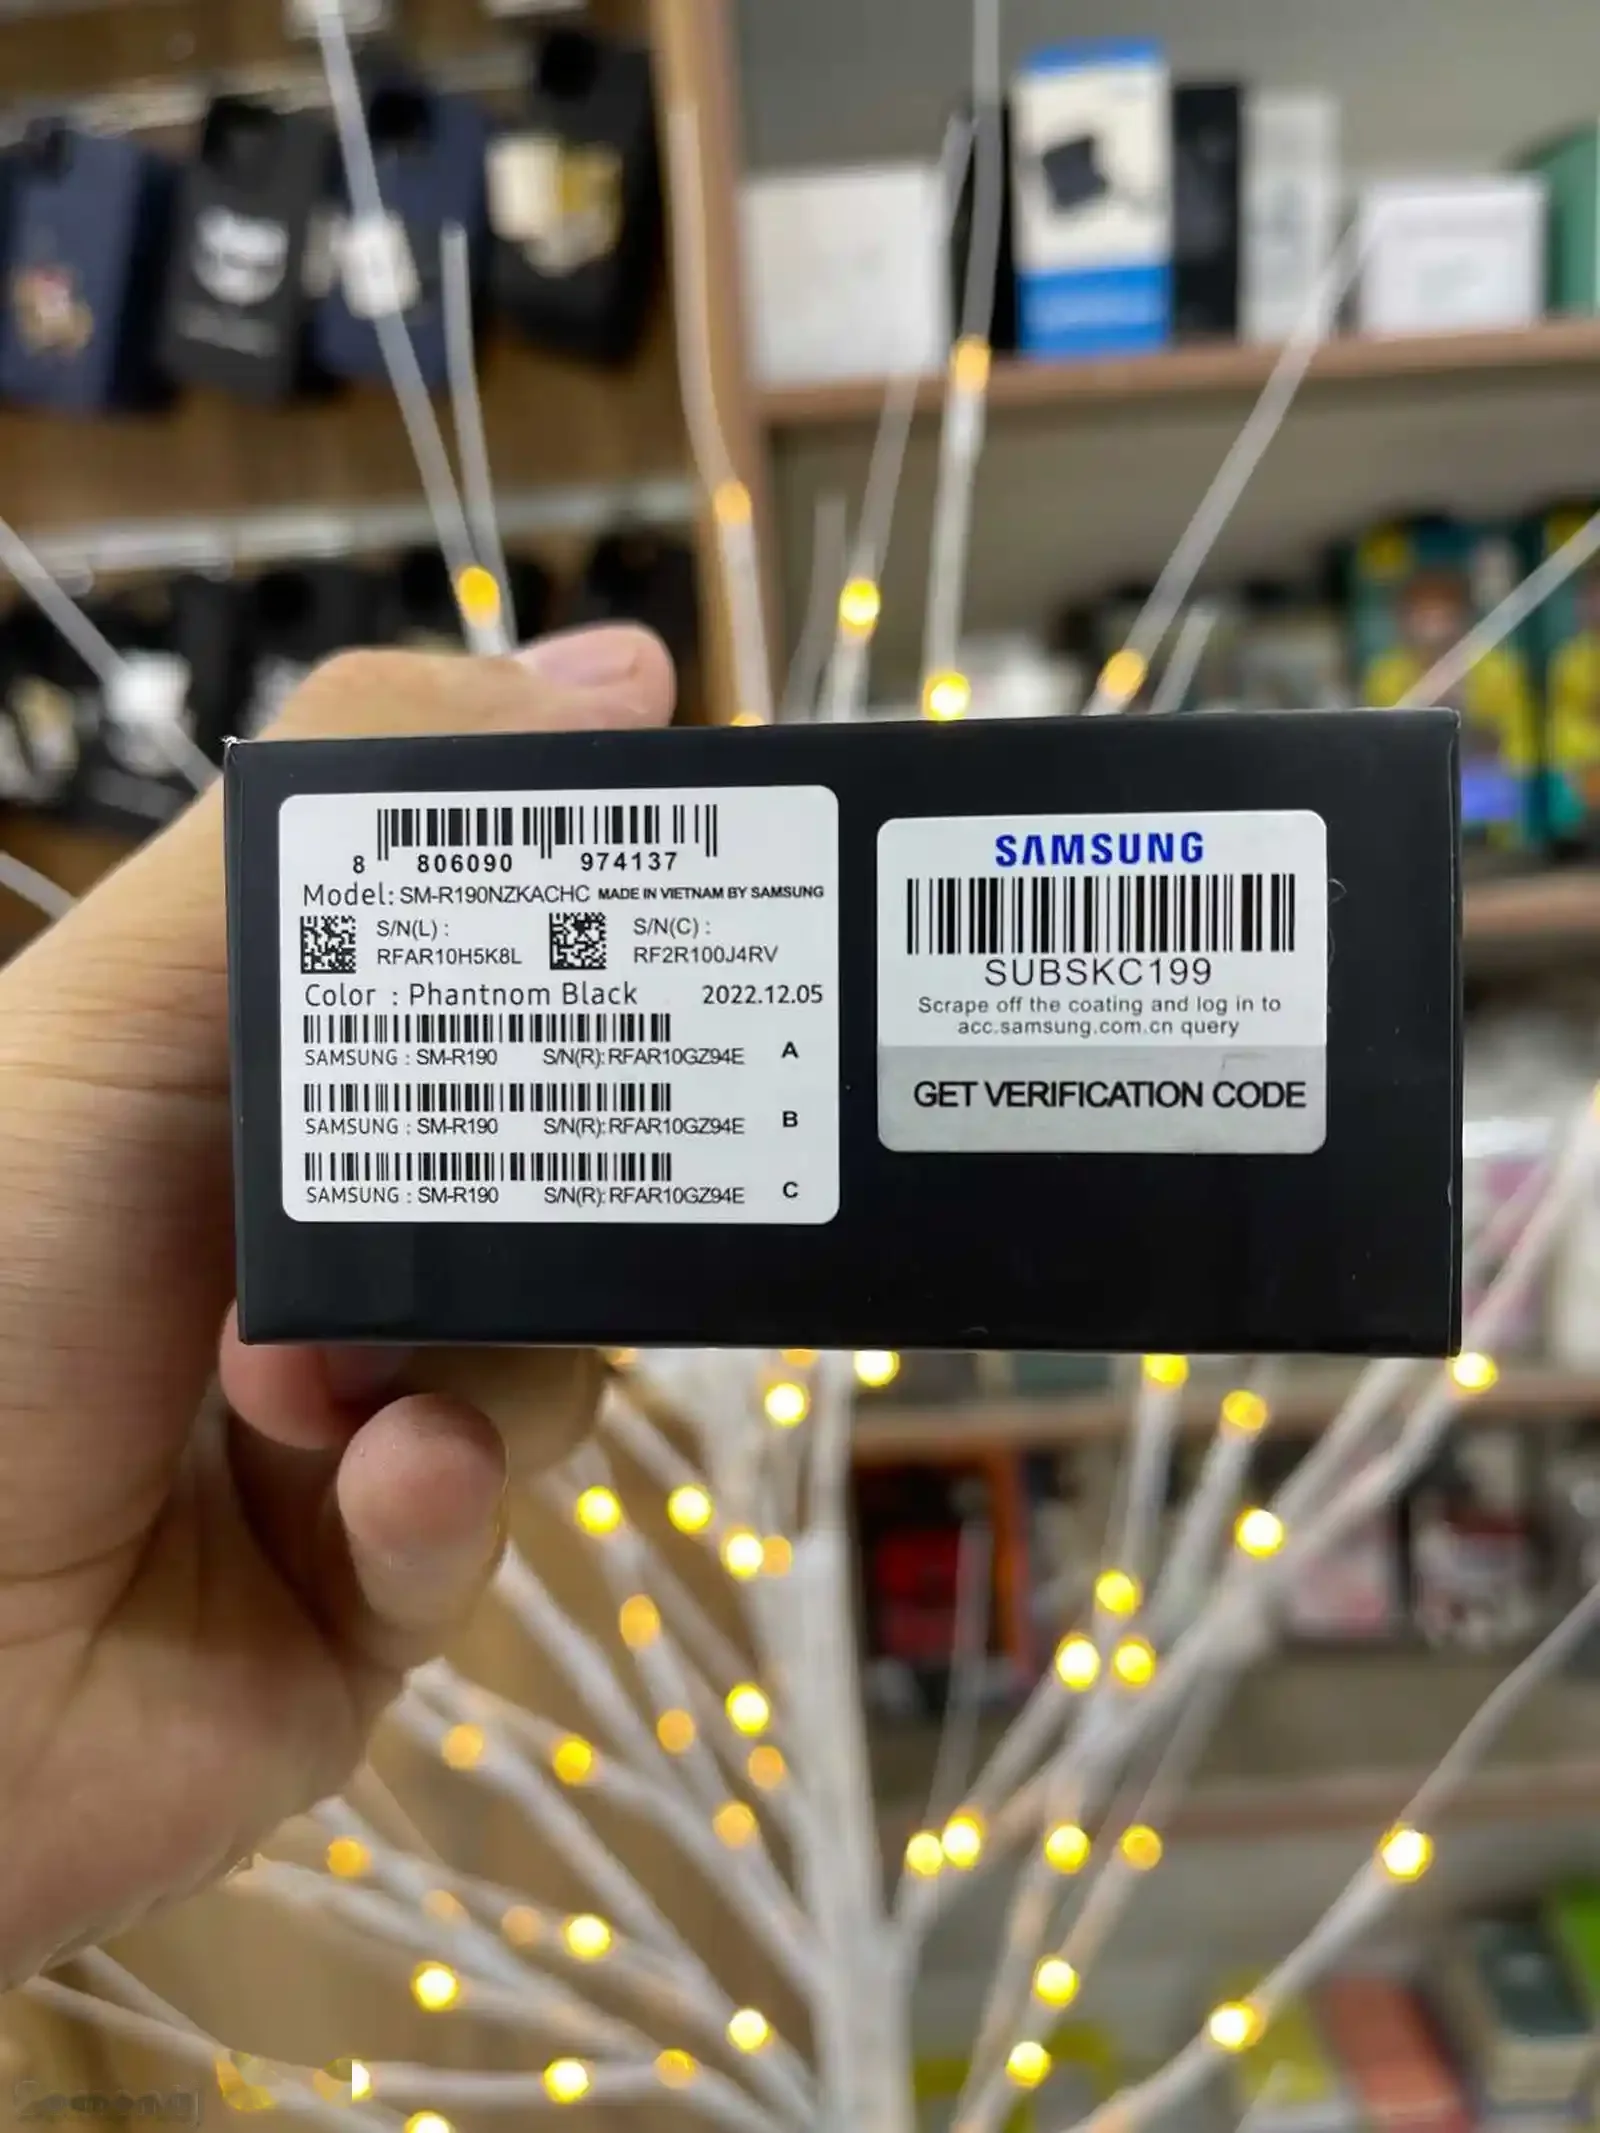 8 806090 974137
Model: SM-R190NZKACHC MADE IN VIETNAM BY SAMSUNG
S/N(L) : S/N(C) :
RFAR10H5K8L RF2R100J4RV
Color : Phantnom Black 2022.12.05
SAMSUNG : SM-R190 S/N(R): RFAR10GZ94E A
SAMSUNG : SM-R190 S/N(R): RFAR10GZ94E B
SAMSUNG : SM-R190 S/N(R): RFAR10GZ94E C
SAMSUNG
SUBSKC199
Scrape off the coating and log in to
acc.samsung.com.cn query
GET VERIFICATION CODE